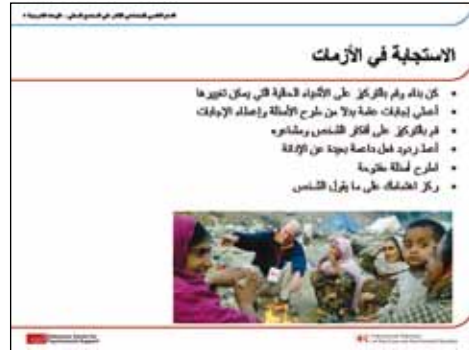 الاستجابة في الأزمات
• كن بناء وقم بالتركيز على الأشياء الحالية التي يمكن تغييرها
• أعطي إجابات عامة بدلا من طرح الأسئلة وإعطاء الإجابات
• قم بالتركيز على أفكار الشخص ومشاعره
• أعط ردود فعل داعمة بعيدة عن الإدانة
• اطرح أسئلة مفتوحة
• ركز اهتمامك على ما يقول الشخص